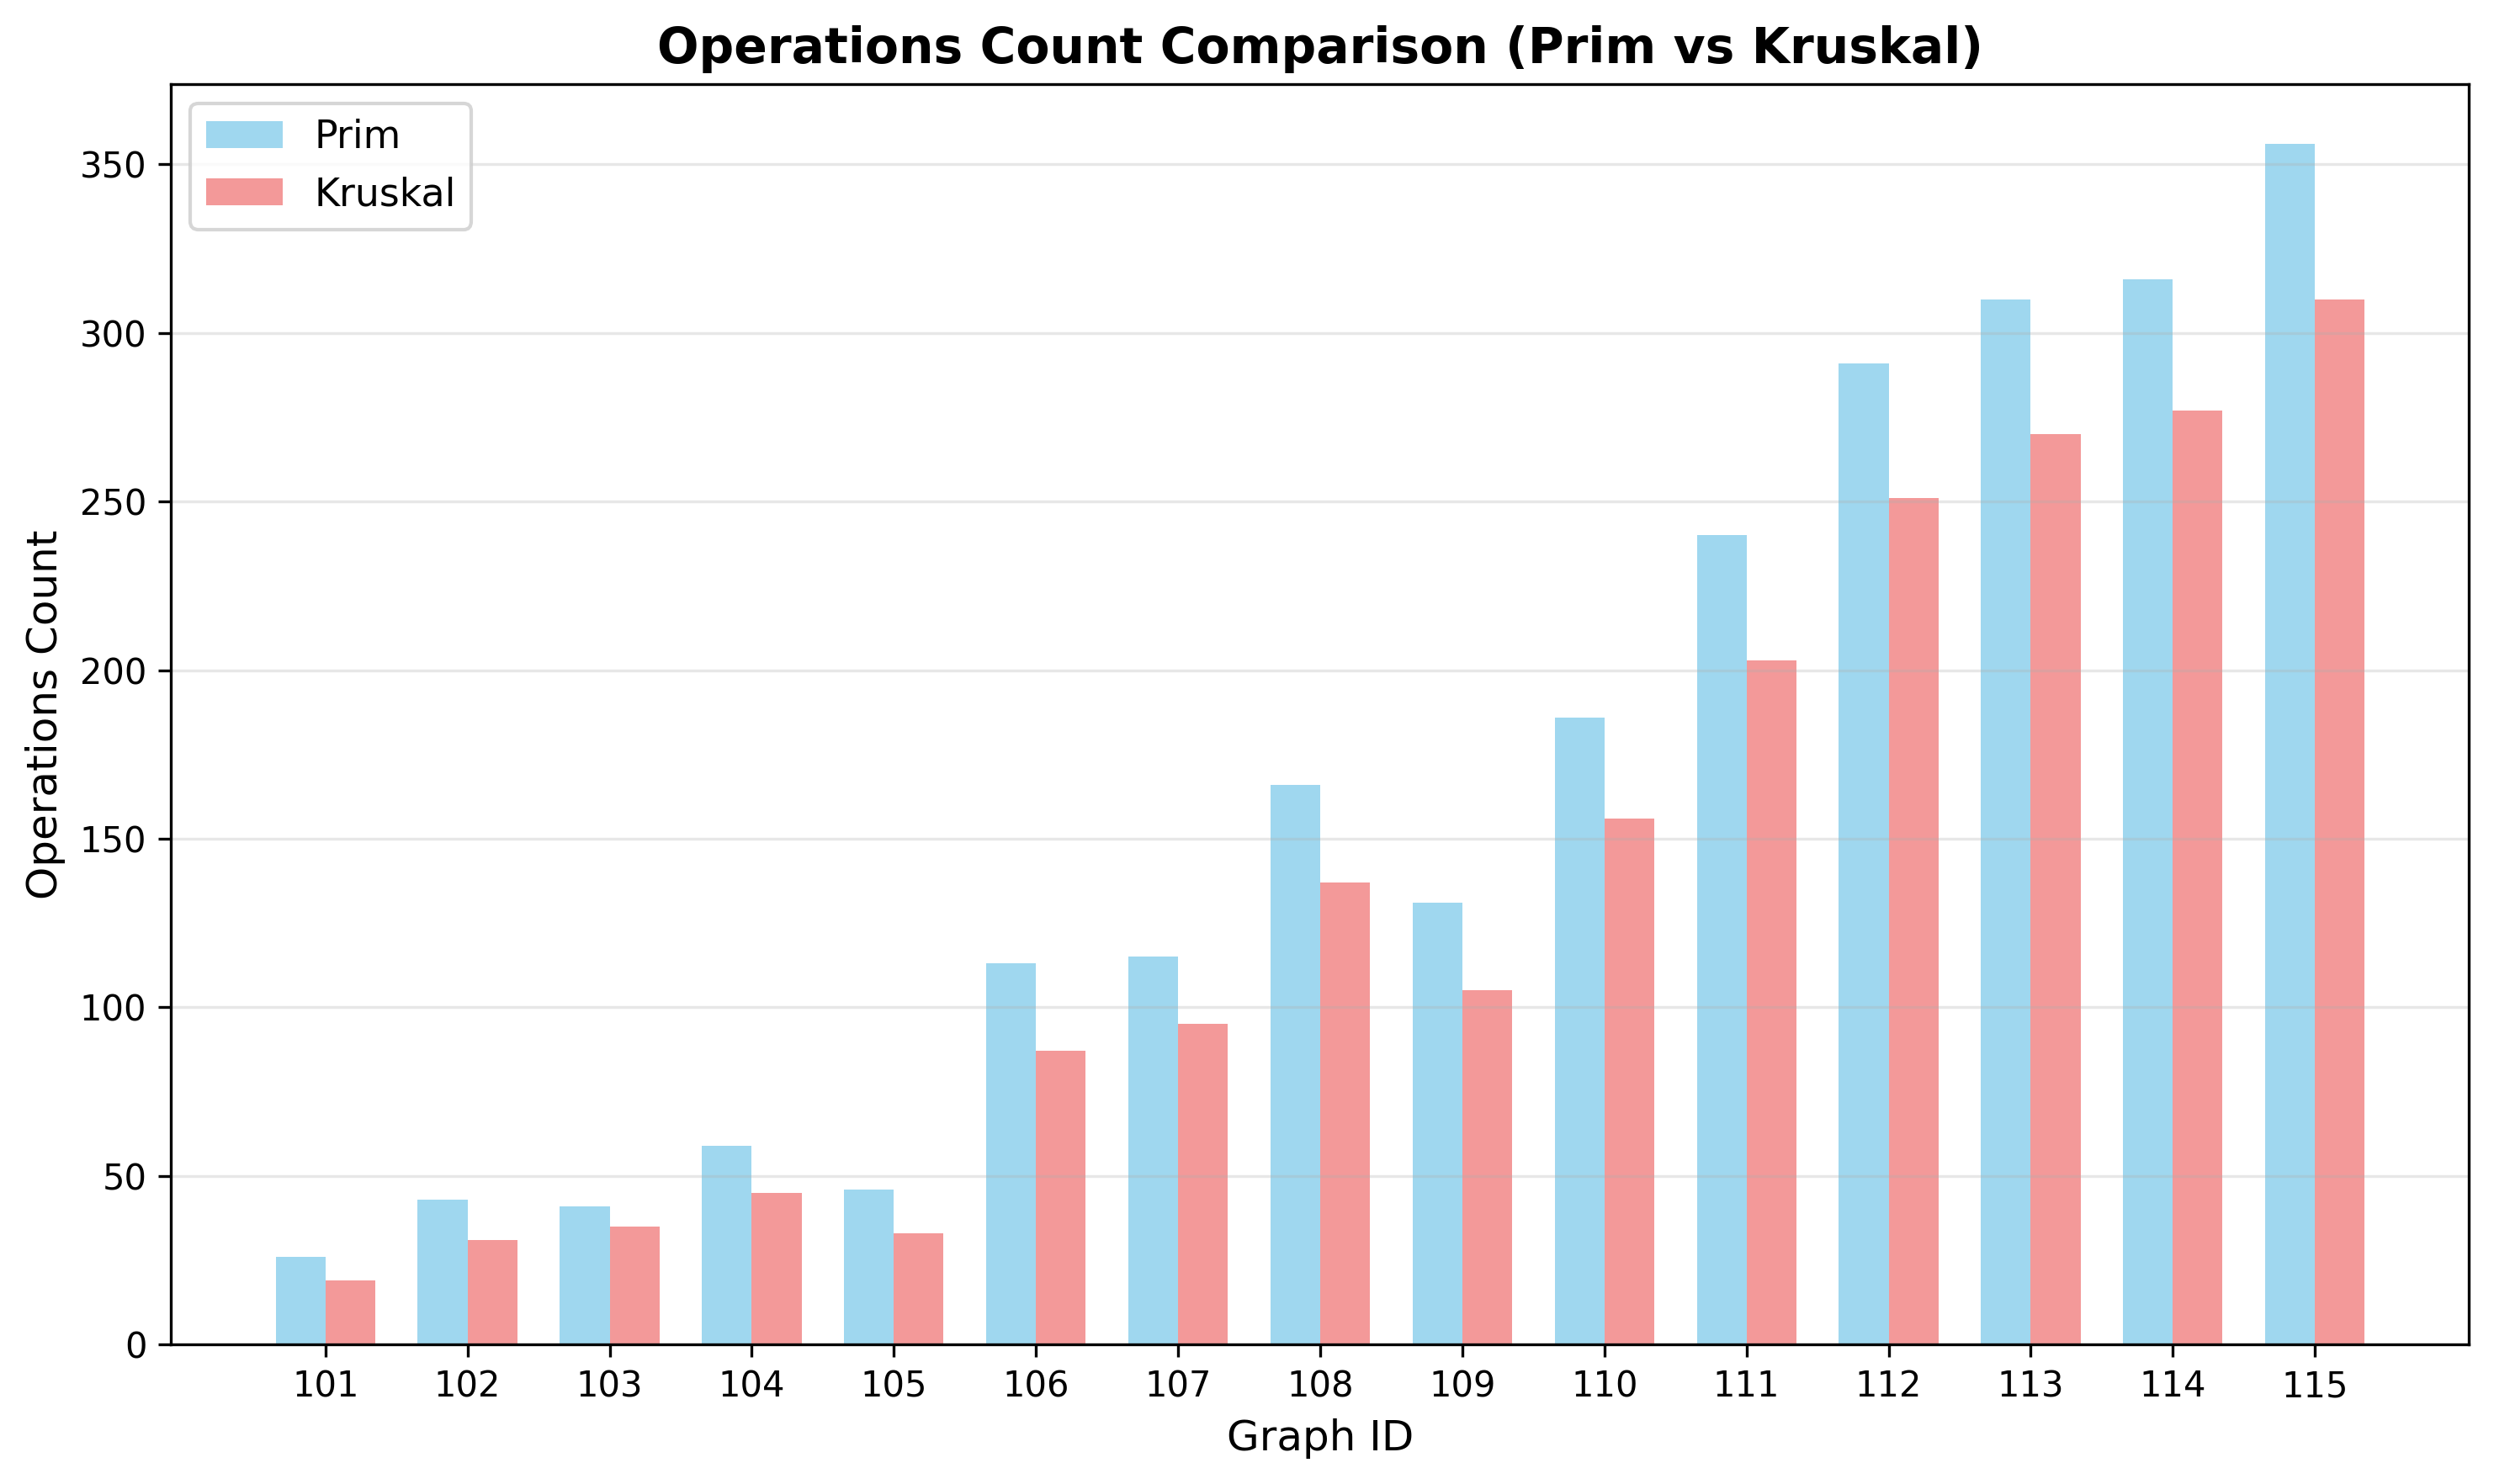 Operations Count Comparison (Prim vs Kruskal)
Prim
Kruskal
Operations Count
350
300
250
200
150
100
50
0
101 102 103 104 105 106 107 108 109 110 111 112 113 114 115
Graph ID